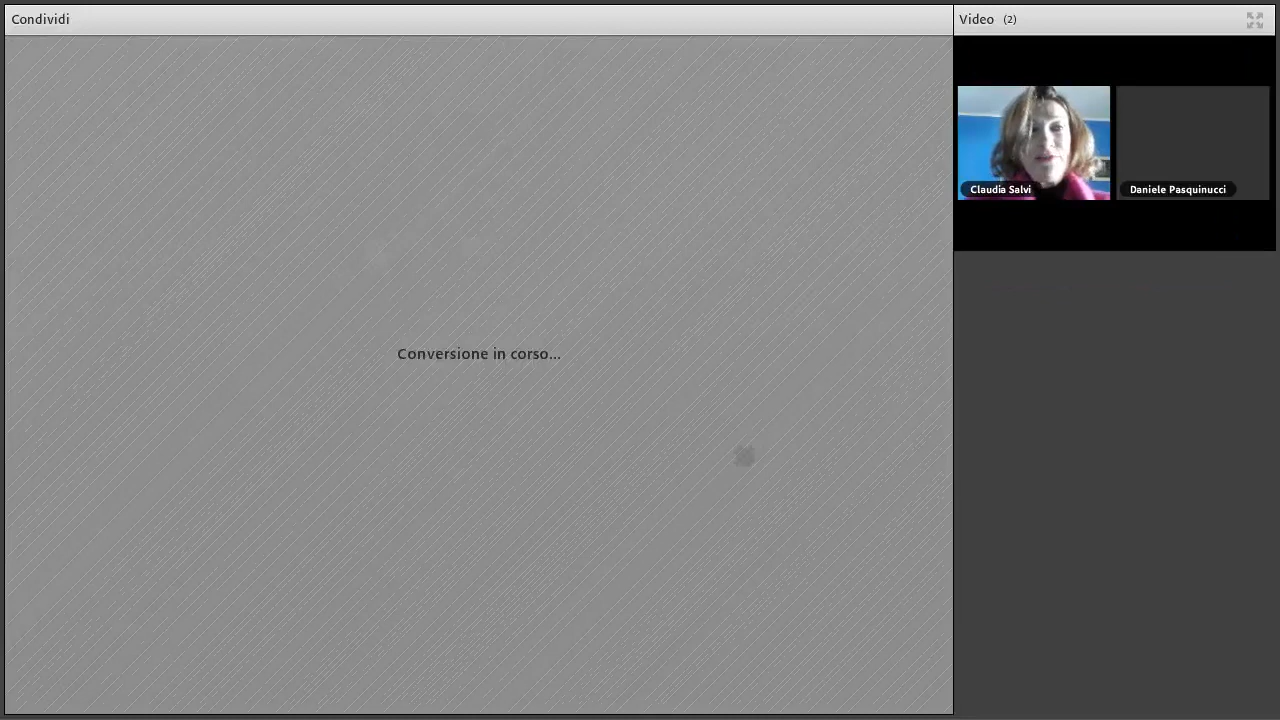 Condividi
Video (2)
Claudia Salvi
Daniele Pasquinucci
Conversione in corso...